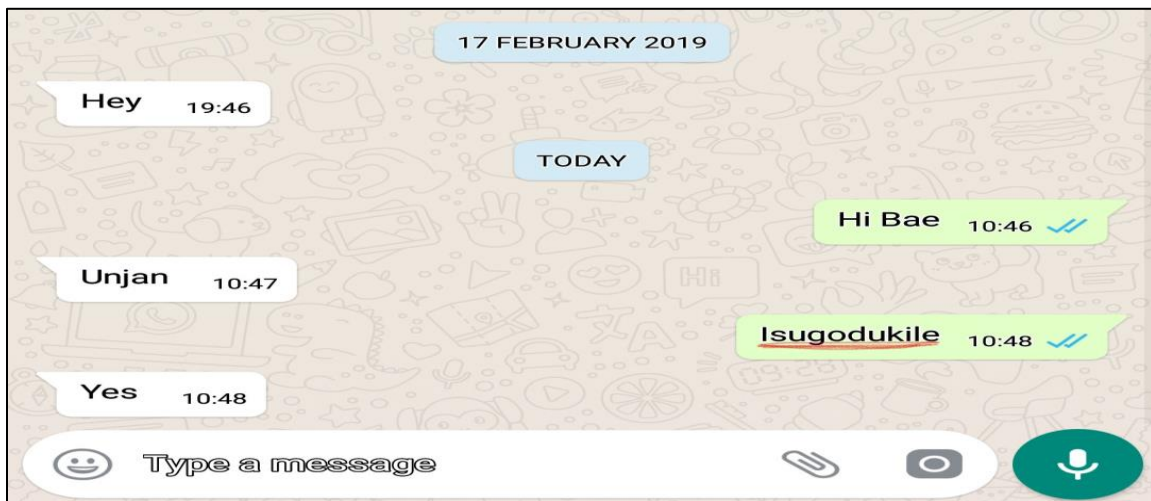 17 FEBRUARY 2019
Hey 19:46
TODAY
Hi Bae 10:46
Unjan 10:47
Isugodukile 10:48
Yes 10:48
Type a message